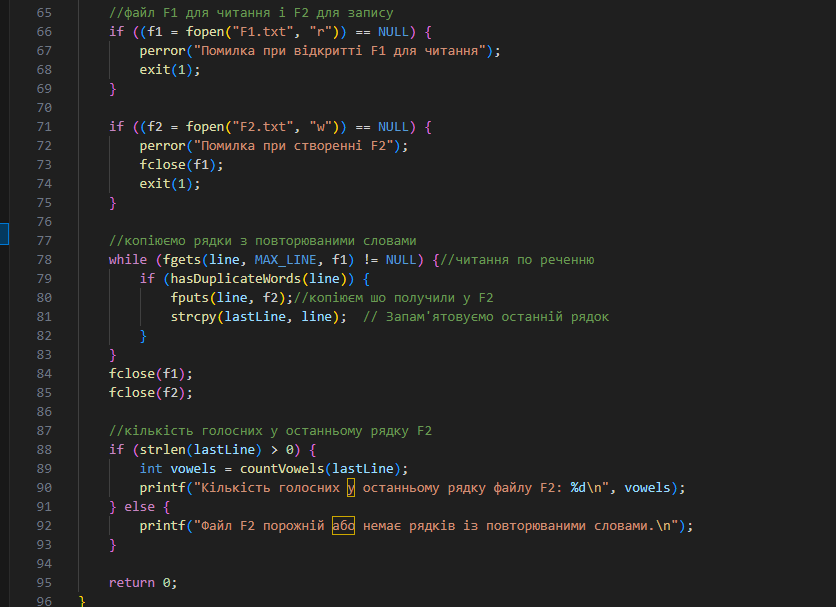 65 //файл F1 для читання і F2 для запису
66 if ((f1 = fopen("F1.txt", "r")) == NULL) {
67 perror("Помилка при відкритті F1 для читання");
68 exit(1);
69 }
70
71 if ((f2 = fopen("F2.txt", "w")) == NULL) {
72 perror("Помилка при створенні F2");
73 fclose(f1);
74 exit(1);
75 }
76
77 //копіюємо рядки з повторюваними словами
78 while (fgets(line, MAX_LINE, f1) != NULL) {//читання по реченню
79 if (hasDuplicateWords(line)) {
80 fputs(line, f2);//копіюєм шо получили у F2
81 strcpy(lastLine, line);  // Запам'ятовуємо останній рядок
82 }
83 }
84 fclose(f1);
85 fclose(f2);
86
87 //кількість голосних у останньому рядку F2
88 if (strlen(lastLine) > 0) {
89 int vowels = countVowels(lastLine);
90 printf("Кількість голосних у останньому рядку файлу F2: %d\n", vowels);
91 } else {
92 printf("Файл F2 порожній або немає рядків із повторюваними словами.\n");
93 }
94
95 return 0;
96 }